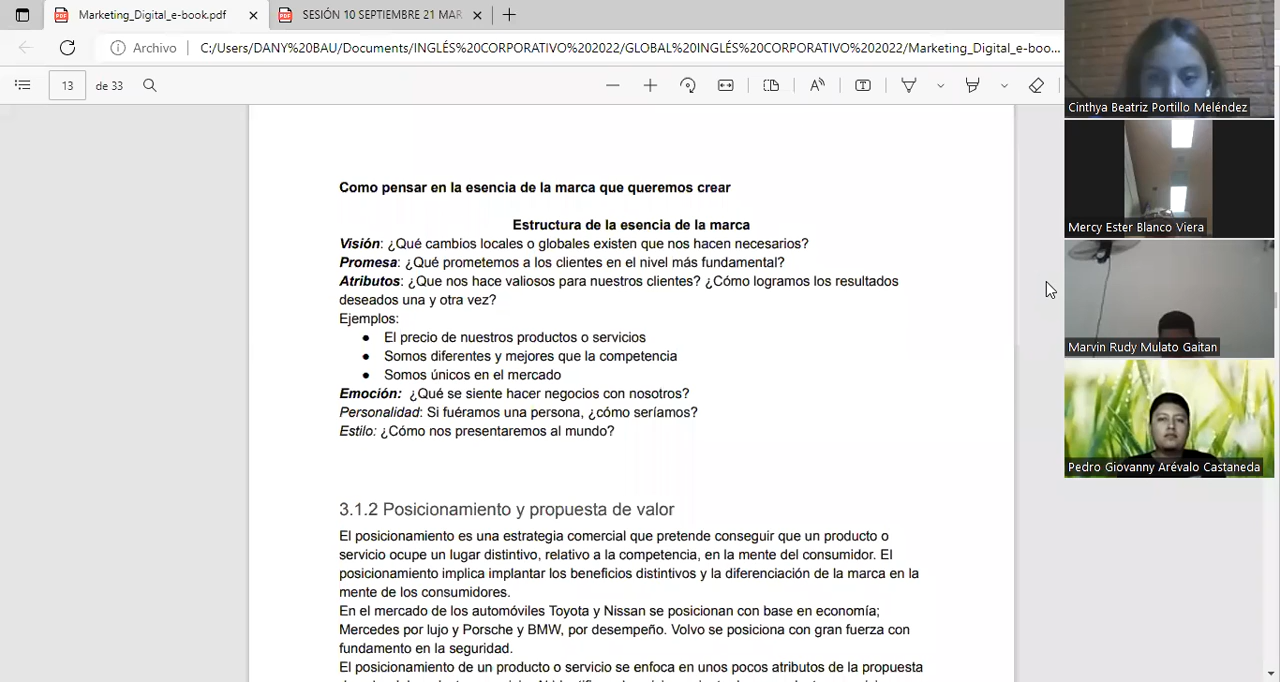 Marketing_Digital_e-book.pdf
SESIÓN 10 SEPTIEMBRE 21 MAR
Archivo
C:/Users/DANY%20BAU/Documents/INGLÉS%20CORPORATIVO%202022/GLOBAL%20INGLÉS%20CORPORATIVO%202022/Marketing_Digital_e-boo...
13 de 33
Como pensar en la esencia de la marca que queremos crear
Estructura de la esencia de la marca
Visión: ¿Qué cambios locales o globales existen que nos hacen necesarios?
Promesa: ¿Qué prometemos a los clientes en el nivel más fundamental?
Atributos: ¿Que nos hace valiosos para nuestros clientes? ¿Cómo logramos los resultados
deseados una y otra vez?
Ejemplos:
● El precio de nuestros productos o servicios
● Somos diferentes y mejores que la competencia
● Somos únicos en el mercado
Emoción: ¿Qué se siente hacer negocios con nosotros?
Personalidad: Si fuéramos una persona, ¿cómo seríamos?
Estilo: ¿Cómo nos presentaremos al mundo?
3.1.2 Posicionamiento y propuesta de valor
El posicionamiento es una estrategia comercial que pretende conseguir que un producto o
servicio ocupe un lugar distintivo, relativo a la competencia, en la mente del consumidor. El
posicionamiento implica implantar los beneficios distintivos y la diferenciación de la marca en la
mente de los consumidores.
En el mercado de los automóviles Toyota y Nissan se posicionan con base en economía;
Mercedes por lujo y Porsche y BMW, por desempeño. Volvo se posiciona con gran fuerza con
fundamento en la seguridad.
El posicionamiento de un producto o servicio se enfoca en unos pocos atributos de la propuesta
Cinthya Beatriz Portillo Meléndez
Mercy Ester Blanco Viera
Marvin Rudy Mulato Gaitan
Pedro Giovanny Arévalo Castaneda